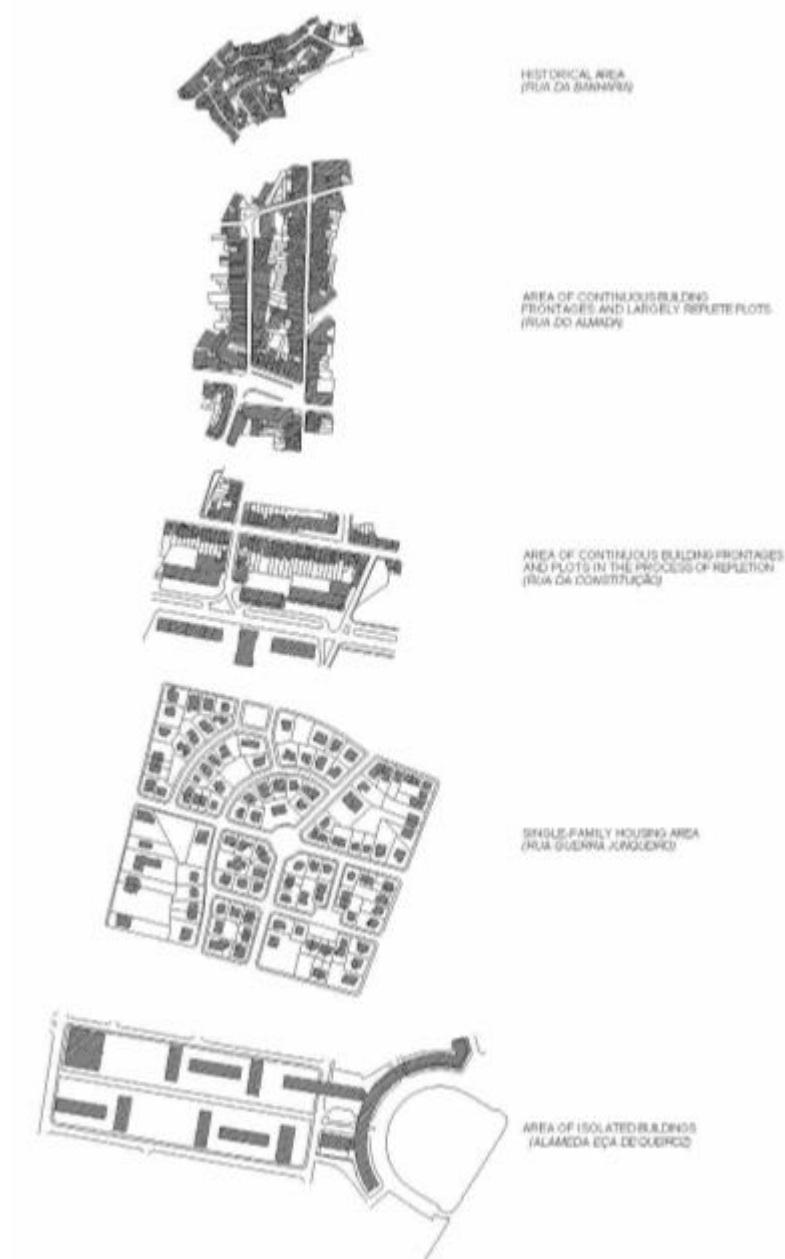 HISTORICAL AREA
(RUA DA BANHARIA)
AREA OF CONTINUOUS BUILDING
FRONTAGES AND LARGELY REPLETE PLOTS
(RUA DO ALMADA)
AREA OF CONTINUOUS BUILDING FRONTAGES
AND PLOTS IN THE PROCESS OF REPLETION
(RUA DA CONSTITUIÇÃO)
SINGLE-FAMILY HOUSING AREA
(RUA GUERRA JUNQUEIRO)
AREA OF ISOLATED BUILDINGS
(ALAMEDA EÇA DE QUEIROZ)